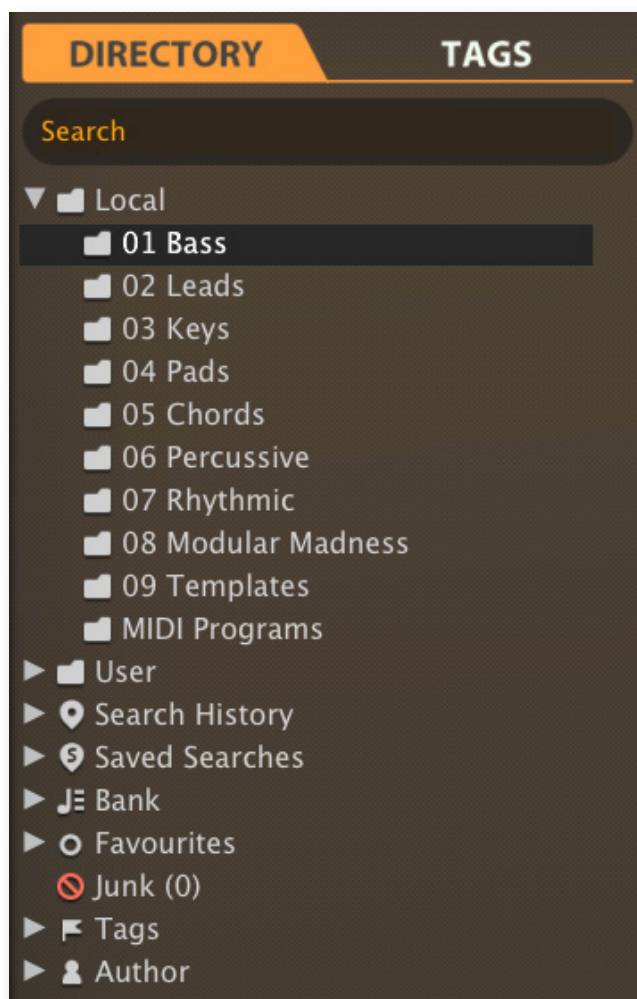 DIRECTORY TAGS
Search
Local
01 Bass
02 Leads
03 Keys
04 Pads
05 Chords
06 Percussive
07 Rhythmic
08 Modular Madness
09 Templates
MIDI Programs
User
Search History
S Saved Searches
Bank
Favourites
Junk (0)
Tags
Author